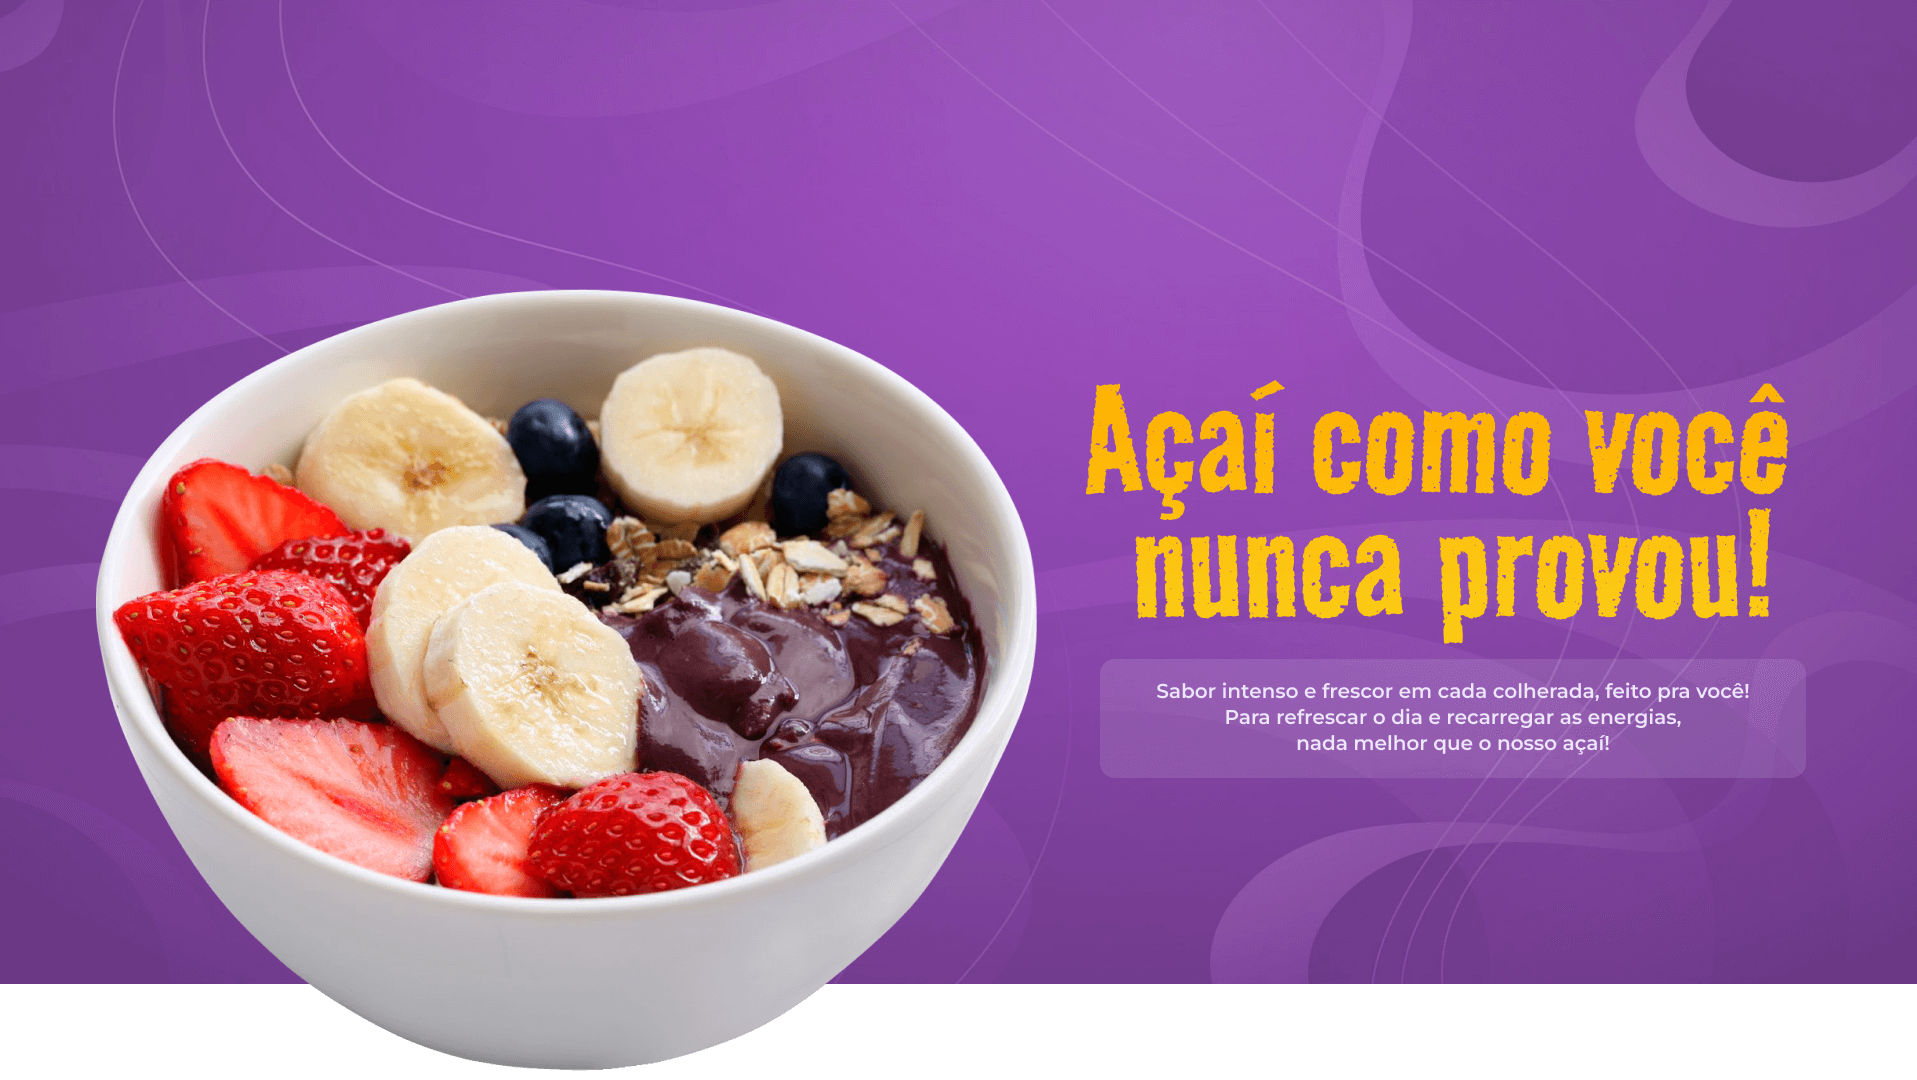 Açaí como você
nunca provou!
Sabor intenso e frescor em cada colherada, feito pra você!
Para refrescar o dia e recarregar as energias,
nada melhor que o nosso açaí!